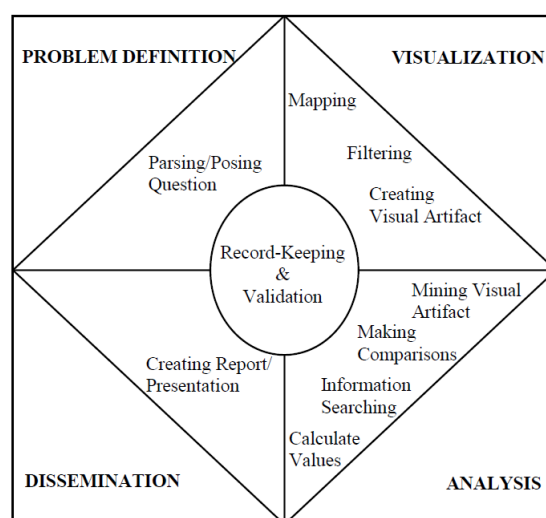 PROBLEM DEFINITION
VISUALIZATION
Mapping
Filtering
Parsing/Posing
Question
Creating
Visual Artifact
Record-Keeping
&
Validation
Mining Visual
Artifact
Making
Comparisons
Creating Report/
Presentation
Information
Searching
Calculate
Values
DISSEMINATION
ANALYSIS